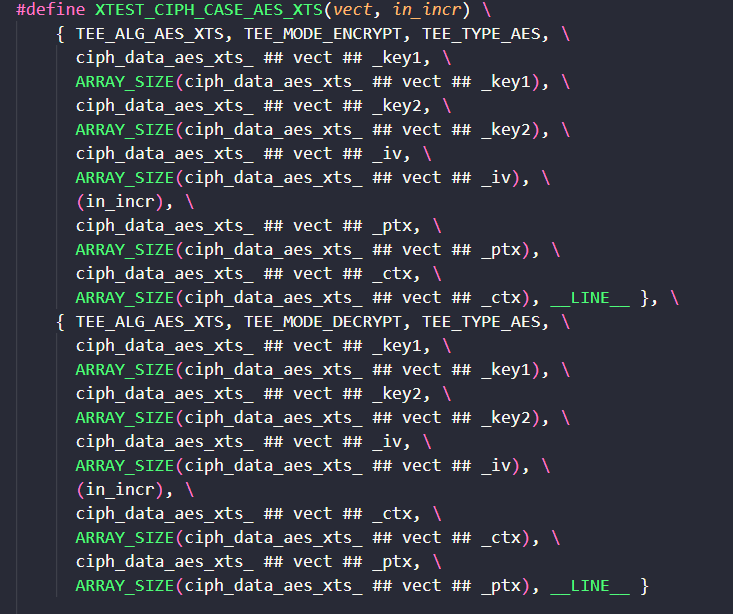 #define XTEST_CIPH_CASE_AES_XTS(vect, in_incr) \
{ TEE_ALG_AES_XTS, TEE_MODE_ENCRYPT, TEE_TYPE_AES, \
ciph_data_aes_xts_ ## vect ## _key1, \
ARRAY_SIZE(ciph_data_aes_xts_ ## vect ## _key1), \
ciph_data_aes_xts_ ## vect ## _key2, \
ARRAY_SIZE(ciph_data_aes_xts_ ## vect ## _key2), \
ciph_data_aes_xts_ ## vect ## _iv, \
ARRAY_SIZE(ciph_data_aes_xts_ ## vect ## _iv), \
(in_incr), \
ciph_data_aes_xts_ ## vect ## _ptx, \
ARRAY_SIZE(ciph_data_aes_xts_ ## vect ## _ptx), \
ciph_data_aes_xts_ ## vect ## _ctx, \
ARRAY_SIZE(ciph_data_aes_xts_ ## vect ## _ctx), __LINE__ }, \
{ TEE_ALG_AES_XTS, TEE_MODE_DECRYPT, TEE_TYPE_AES, \
ciph_data_aes_xts_ ## vect ## _key1, \
ARRAY_SIZE(ciph_data_aes_xts_ ## vect ## _key1), \
ciph_data_aes_xts_ ## vect ## _key2, \
ARRAY_SIZE(ciph_data_aes_xts_ ## vect ## _key2), \
ciph_data_aes_xts_ ## vect ## _iv, \
ARRAY_SIZE(ciph_data_aes_xts_ ## vect ## _iv), \
(in_incr), \
ciph_data_aes_xts_ ## vect ## _ctx, \
ARRAY_SIZE(ciph_data_aes_xts_ ## vect ## _ctx), \
ciph_data_aes_xts_ ## vect ## _ptx, \
ARRAY_SIZE(ciph_data_aes_xts_ ## vect ## _ptx), __LINE__ }